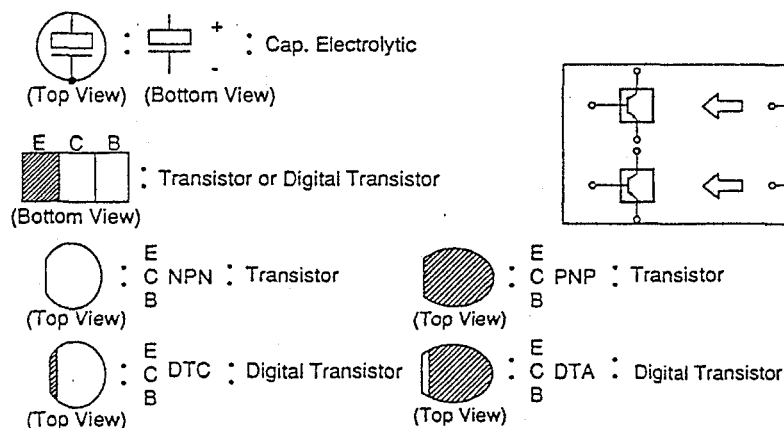 +
: : Cap. Electrolytic
-
(Top View) (Bottom View)
E C B
: Transistor or Digital Transistor
(Bottom View)
E
: C NPN : Transistor
B
(Top View)
E
: C PNP : Transistor
B
(Top View)
E
: C DTC : Digital Transistor
B
(Top View)
E
: C DTA : Digital Transistor
B
(Top View)